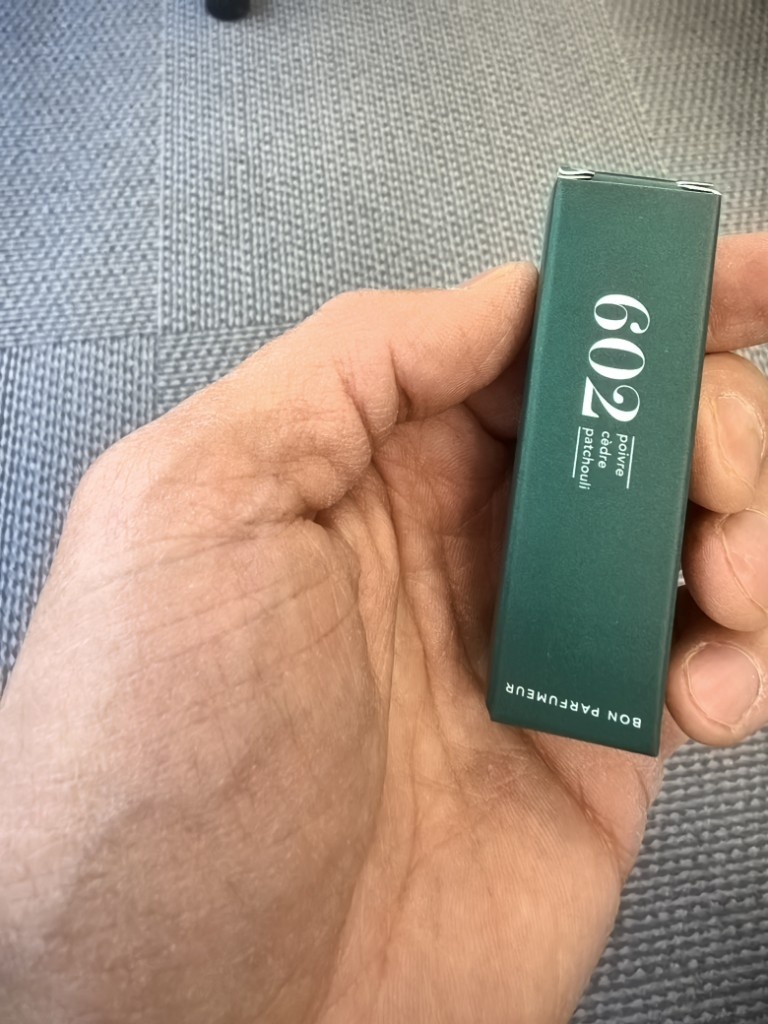 602
poivre
cèdre
patchouli
BON PARFUMEUR